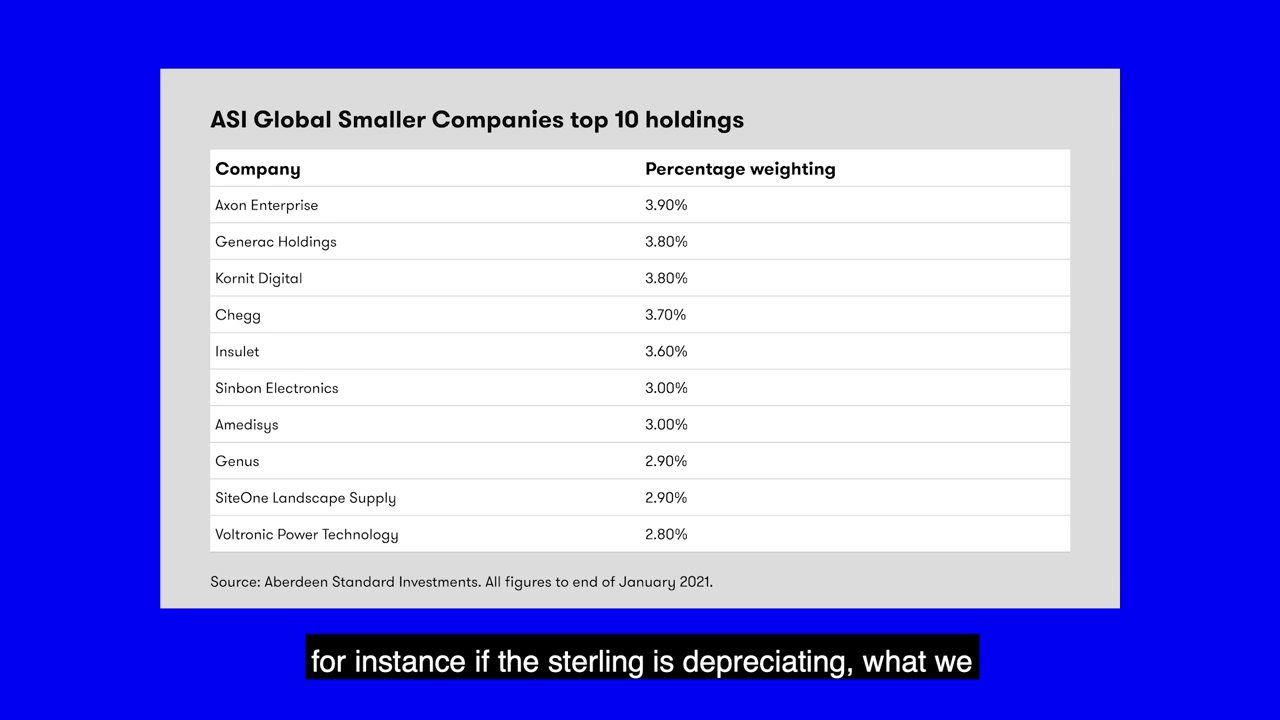 ASI Global Smaller Companies top 10 holdings
Company Percentage weighting
Axon Enterprise 3.90%
Generac Holdings 3.80%
Kornit Digital 3.80%
Chegg 3.70%
Insulet 3.60%
Sinbon Electronics 3.00%
Amedisys 3.00%
Genus 2.90%
SiteOne Landscape Supply 2.90%
Voltronic Power Technology 2.80%
Source: Aberdeen Standard Investments. All figures to end of January 2021.
for instance if the sterling is depreciating, what we